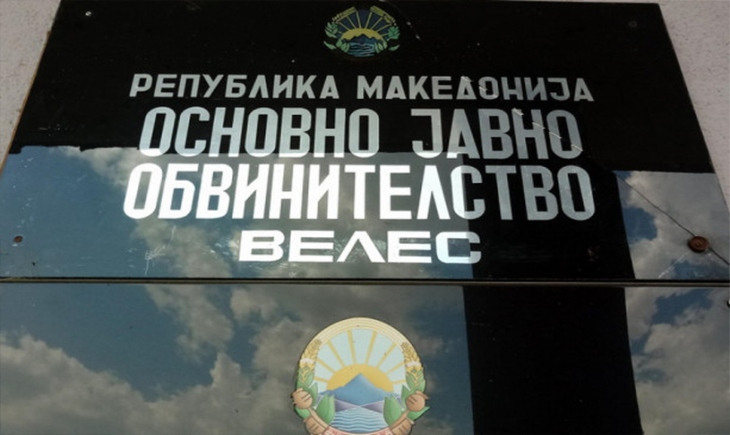 РЕПУБЛИКА МАКЕДОНИЈА
ОСНОВНО ЈАВНО
ОБВИНИТЕЛСТВО
ВЕЛЕС